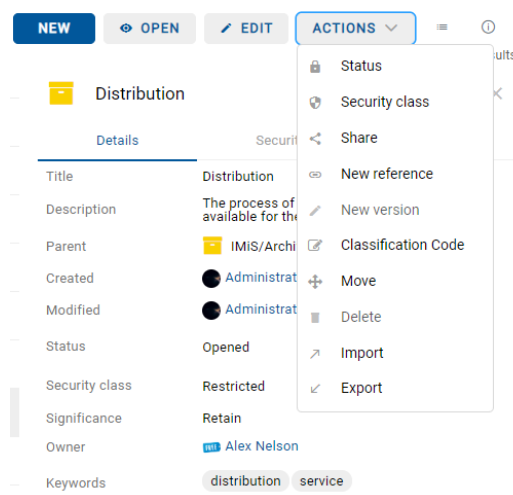 NEW OPEN EDIT ACTIONS
Status
Distribution
Security class
Details
Share
Title Distribution
New reference
Description The process of
available for the
New version
Parent IMiS/Archi
Classification Code
Created Administrat
Move
Modified Administrat
Delete
Status Opened
Import
Security class Restricted
Export
Significance Retain
Owner Alex Nelson
Keywords distribution service